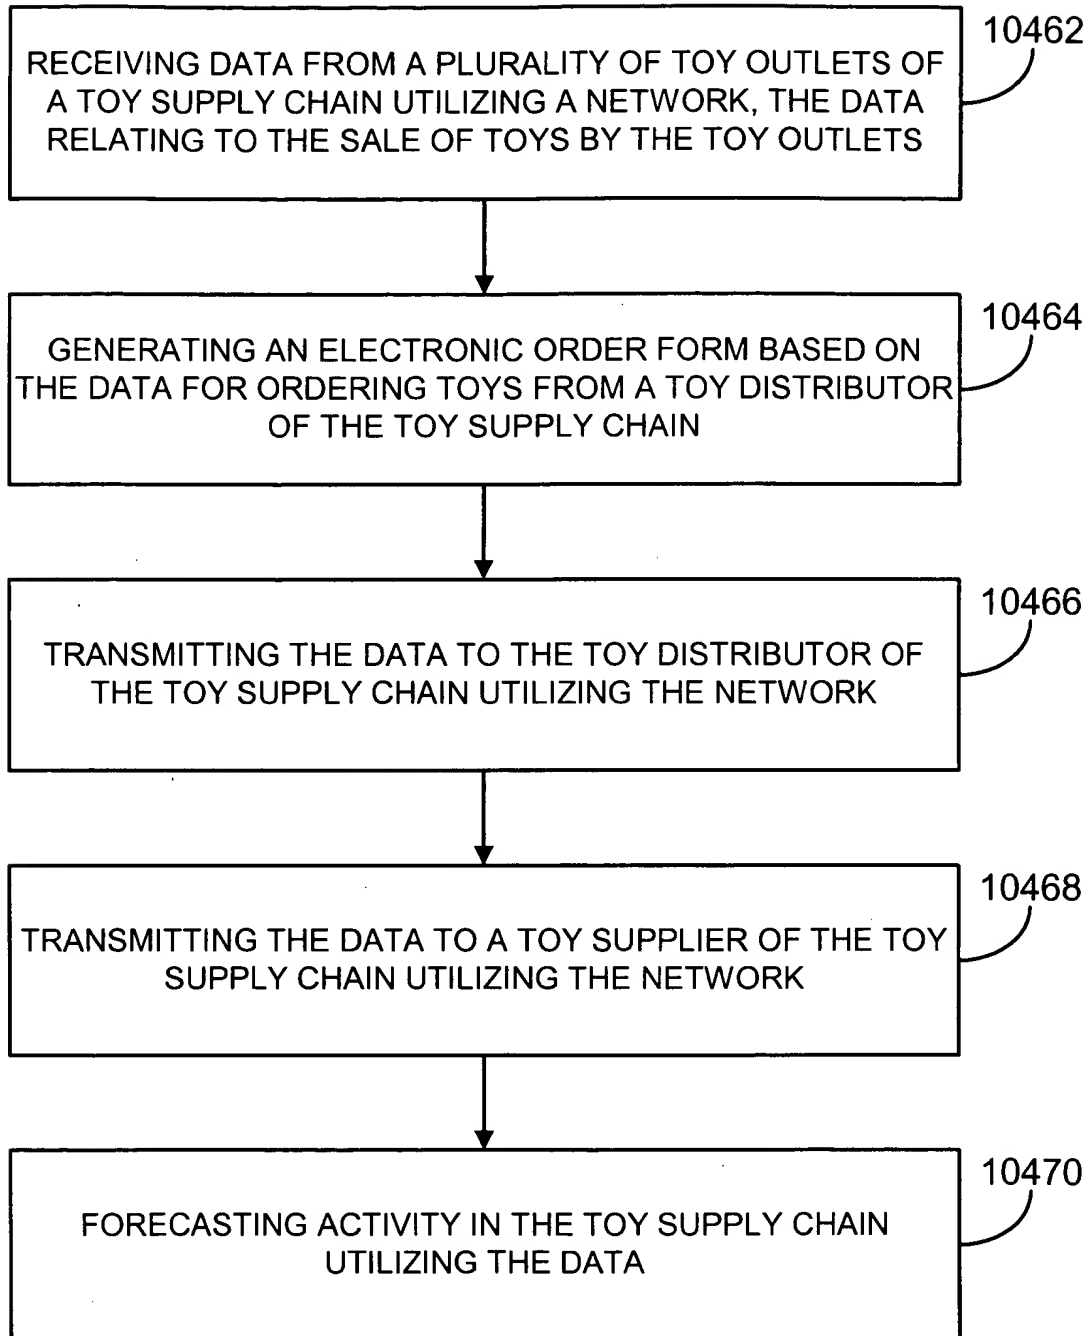 10462
RECEIVING DATA FROM A PLURALITY OF TOY OUTLETS OF
A TOY SUPPLY CHAIN UTILIZING A NETWORK, THE DATA
RELATING TO THE SALE OF TOYS BY THE TOY OUTLETS
10464
GENERATING AN ELECTRONIC ORDER FORM BASED ON
THE DATA FOR ORDERING TOYS FROM A TOY DISTRIBUTOR
OF THE TOY SUPPLY CHAIN
10466
TRANSMITTING THE DATA TO THE TOY DISTRIBUTOR OF
THE TOY SUPPLY CHAIN UTILIZING THE NETWORK
10468
TRANSMITTING THE DATA TO A TOY SUPPLIER OF THE TOY
SUPPLY CHAIN UTILIZING THE NETWORK
10470
FORECASTING ACTIVITY IN THE TOY SUPPLY CHAIN
UTILIZING THE DATA